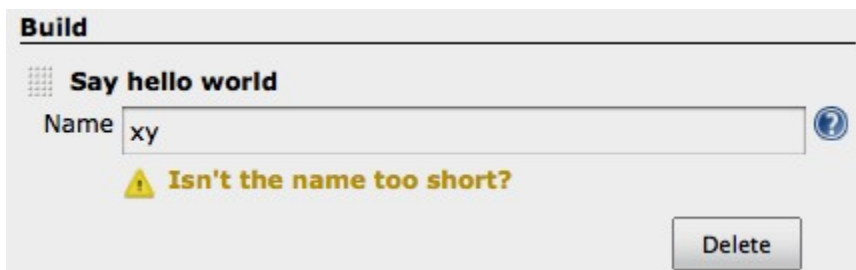 Build
Say hello world
Name xy ?
Isn't the name too short?
Delete